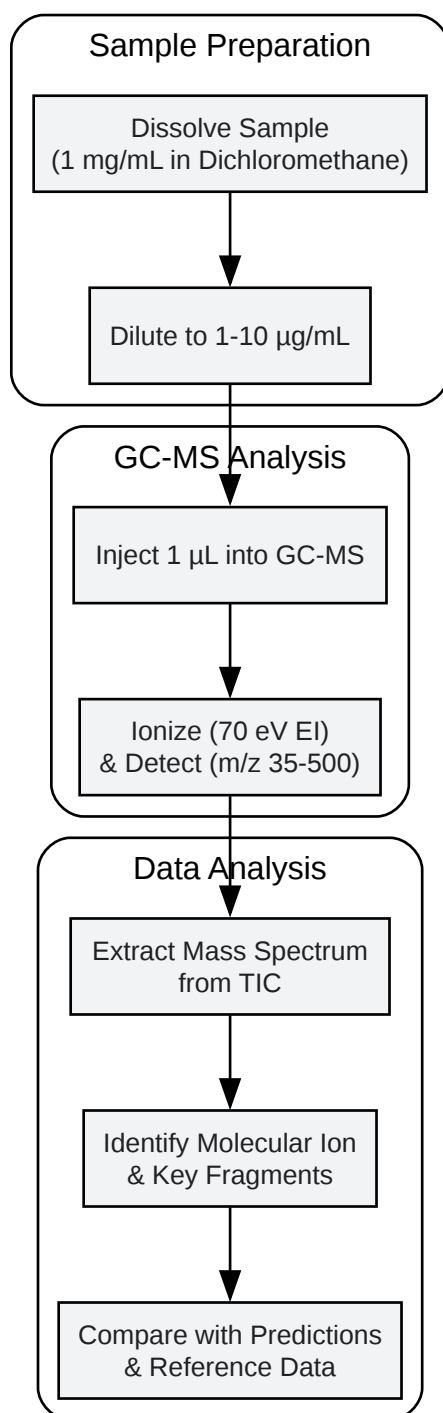 Sample Preparation
Dissolve Sample
(1 mg/mL in Dichloromethane)
Dilute to 1-10 µg/mL
GC-MS Analysis
Inject 1 µL into GC-MS
Ionize (70 eV EI)
& Detect (m/z 35-500)
Data Analysis
Extract Mass Spectrum
from TIC
Identify Molecular Ion
& Key Fragments
Compare with Predictions
& Reference Data